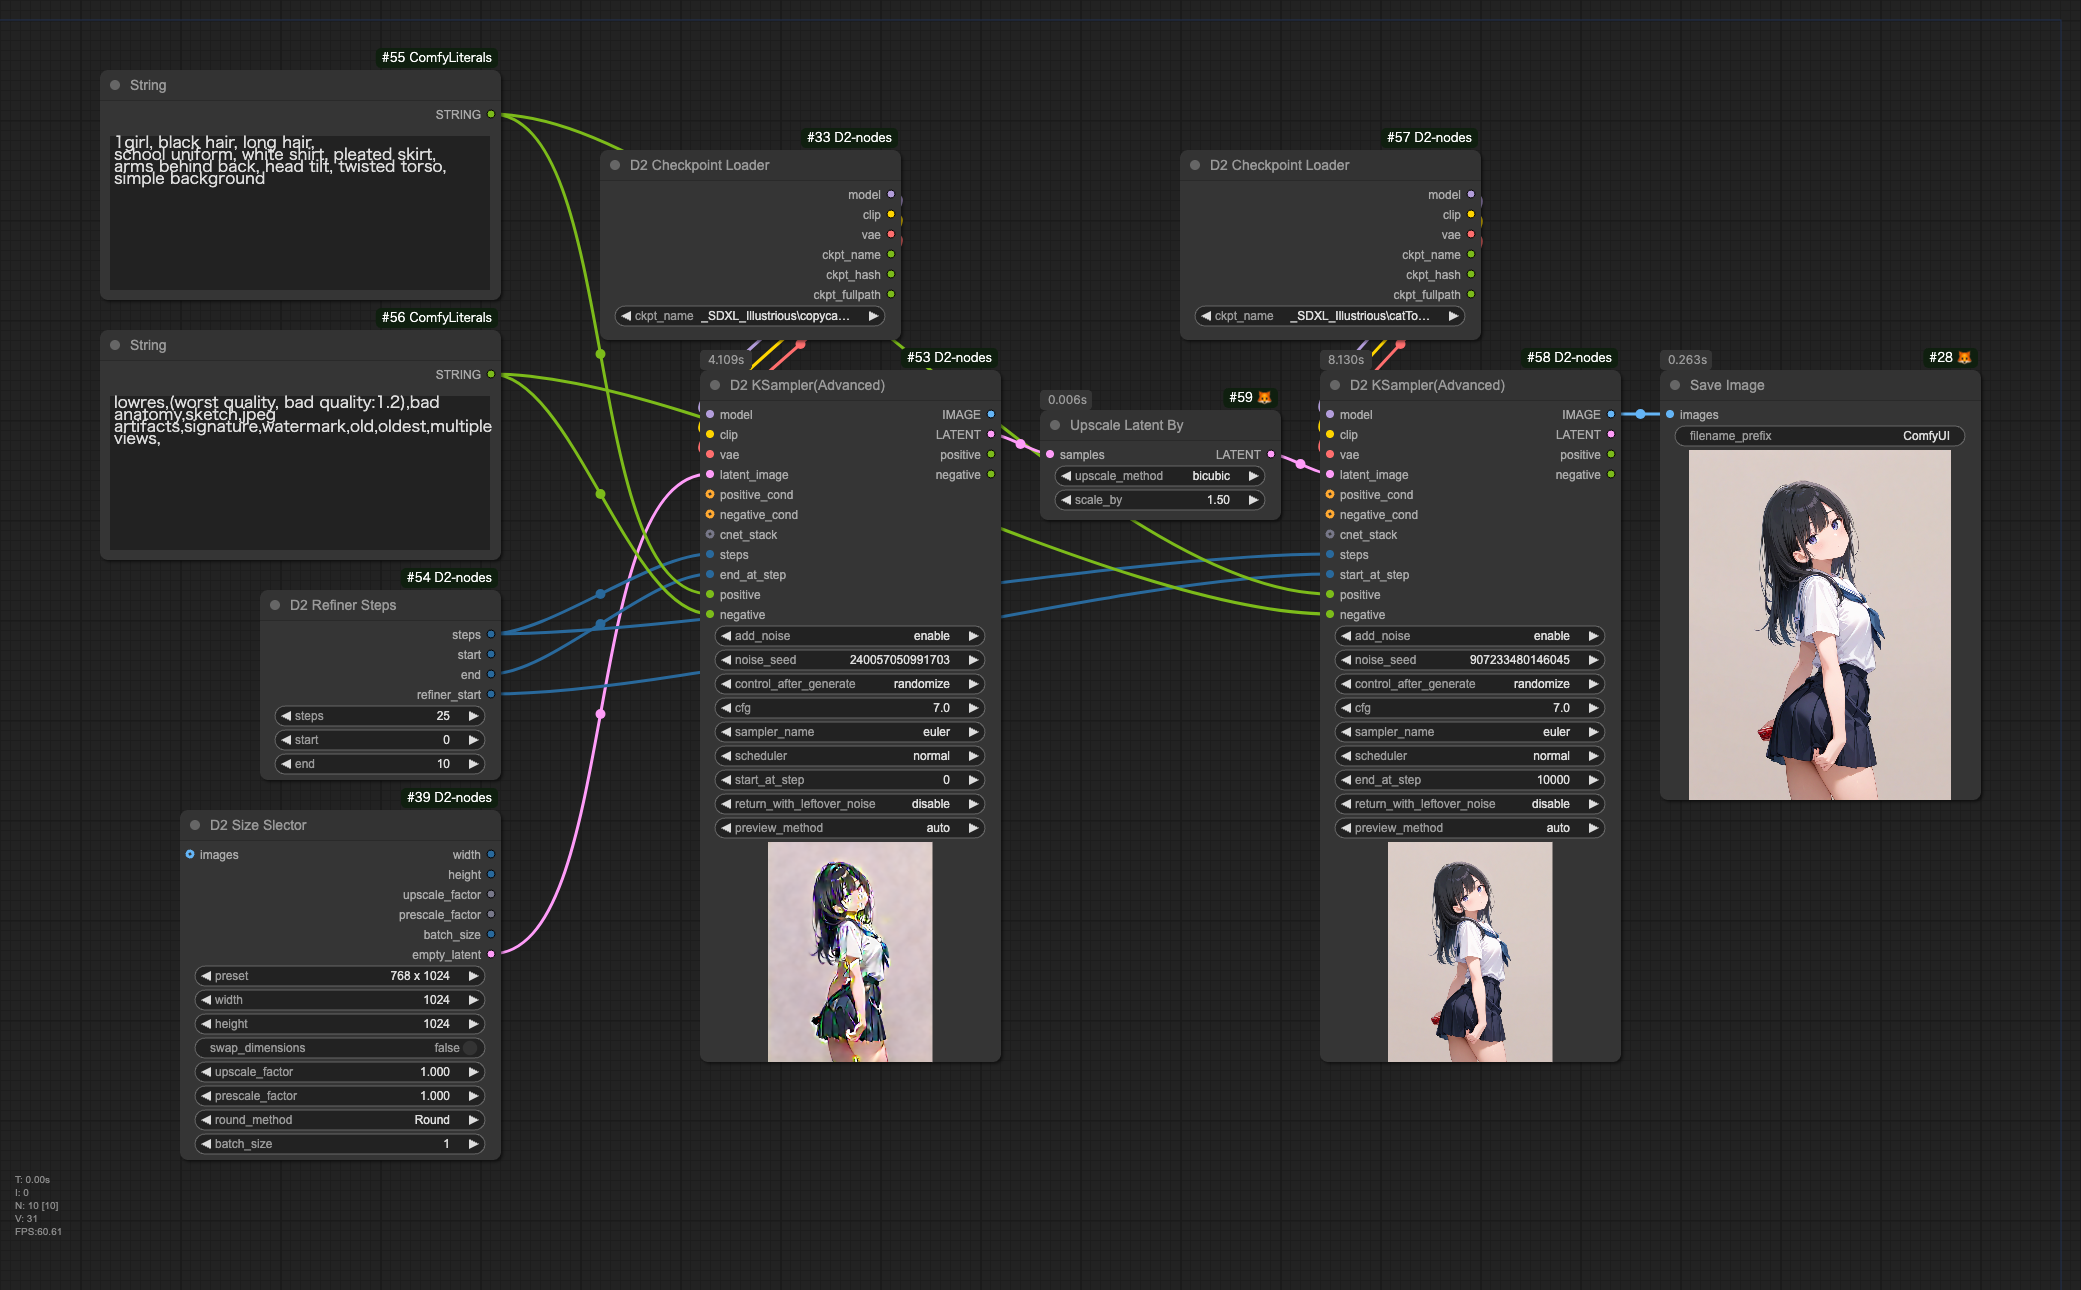 #55 ComfyLiterals
String
STRING
1girl, black hair, long hair,
school uniform, white shirt, pleated skirt,
arms behind back, head tilt, twisted torso,
simple background
#56 ComfyLiterals
String
STRING
lowres,(worst quality, bad quality:1.2),bad
anatomy,sketch,jpeg
artifacts,signature,watermark,old,oldest,multiple
views,
#54 D2-nodes
D2 Refiner Steps
steps
start
end
refiner_start
steps 25
start 0
end 10
#39 D2-nodes
D2 Size Slector
images width
height
upscale_factor
prescale_factor
batch_size
empty_latent
preset 768 x 1024
width 1024
height 1024
swap_dimensions false
upscale_factor 1.000
prescale_factor 1.000
round_method Round
batch_size 1
#33 D2-nodes
D2 Checkpoint Loader
model
clip
vae
ckpt_name
ckpt_hash
ckpt_fullpath
ckpt_name _SDXL_Illustrious\copyca...
4.109s #53 D2-nodes
D2 KSampler(Advanced)
model IMAGE
clip LATENT
vae positive
latent_image negative
positive_cond
negative_cond
cnet_stack
steps
end_at_step
positive
negative
add_noise enable
noise_seed 240057050991703
control_after_generate randomize
cfg 7.0
sampler_name euler
scheduler normal
start_at_step 0
return_with_leftover_noise disable
preview_method auto
0.006s #59
Upscale Latent By
samples LATENT
upscale_method bicubic
scale_by 1.50
#57 D2-nodes
D2 Checkpoint Loader
model
clip
vae
ckpt_name
ckpt_hash
ckpt_fullpath
ckpt_name _SDXL_Illustrious\catTo...
8.130s #58 D2-nodes
D2 KSampler(Advanced)
model IMAGE
clip LATENT
vae positive
latent_image negative
positive_cond
negative_cond
cnet_stack
steps
start_at_step
positive
negative
add_noise enable
noise_seed 907233480146045
control_after_generate randomize
cfg 7.0
sampler_name euler
scheduler normal
end_at_step 10000
return_with_leftover_noise disable
preview_method auto
0.263s #28
Save Image
images
filename_prefix ComfyUI
T: 0.00s
I: 0
N: 10 [10]
V: 31
FPS:60.61